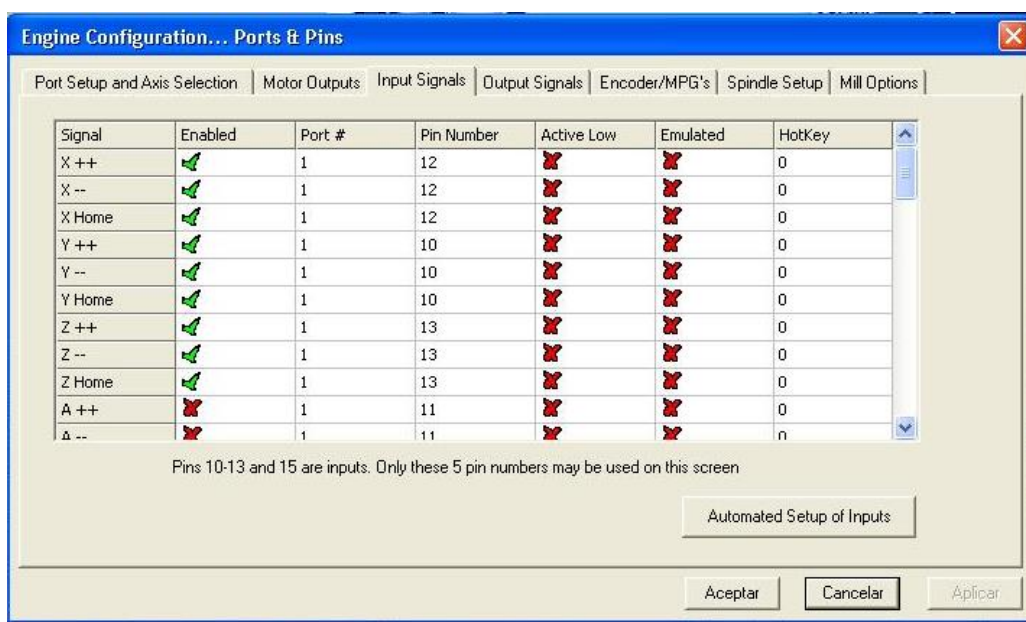 Engine Configuration... Ports & Pins
Port Setup and Axis Selection Motor Outputs Input Signals Output Signals Encoder/MPG's Spindle Setup Mill Options
Signal Enabled Port # Pin Number Active Low Emulated HotKey
X ++ 1 12 0
X -- 1 12 0
X Home 1 12 0
Y ++ 1 10 0
Y -- 1 10 0
Y Home 1 10 0
Z ++ 1 13 0
Z -- 1 13 0
Z Home 1 13 0
A ++ 1 11 0
A -- 1 11 0
Pins 10-13 and 15 are inputs. Only these 5 pin numbers may be used on this screen
Automated Setup of Inputs
Aceptar Cancelar Aplicar